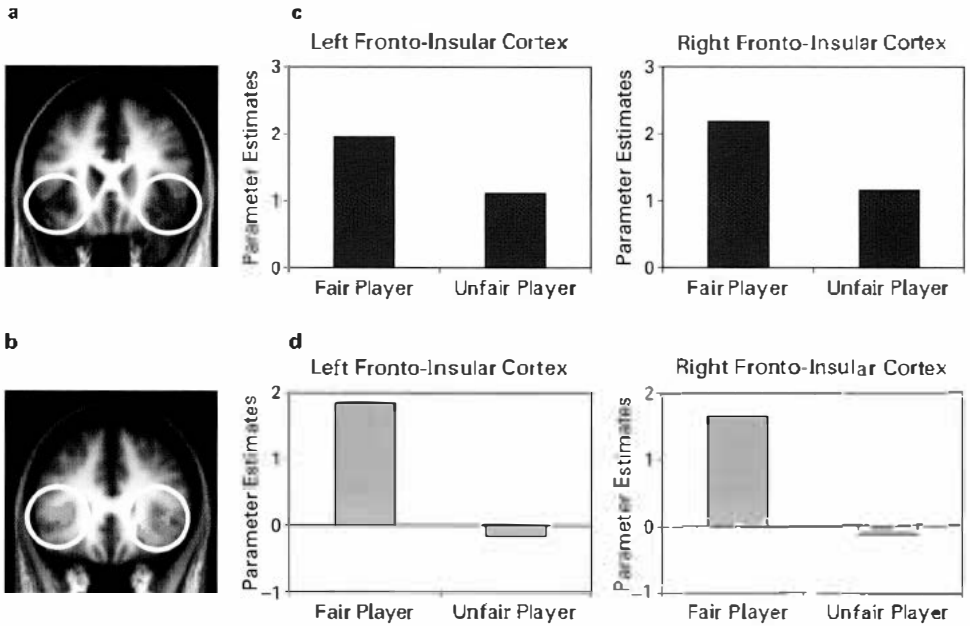 a
c
Left Fronto-Insular Cortex
Parameter Estimates
3
2
1
0
Fair Player
Unfair Player
Right Fronto-Insular Cortex
Parameter Estimates
3
2
1
0
Fair Player
Unfair Player
b
d
Left Fronto-Insular Cortex
Parameter Estimates
2
1
0
−1
Fair Player
Unfair Player
Right Fronto-Insular Cortex
Parameter Estimates
2
1
0
−1
Fair Player
Unfair Player